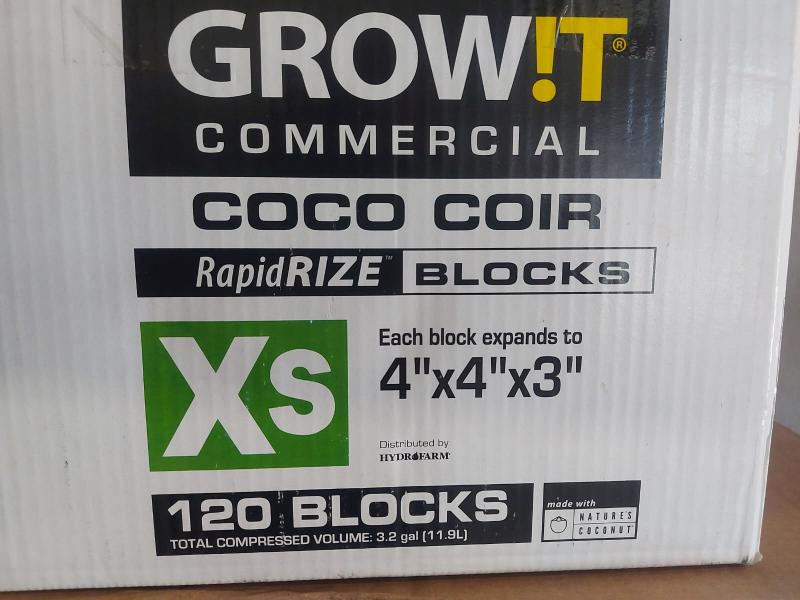 GROW!T®
COMMERCIAL
COCO COIR
RapidRIZE™ BLOCKS
XS
Each block expands to
4"x4"x3"
Distributed by
HYDROFARM
120 BLOCKS
TOTAL COMPRESSED VOLUME: 3.2 gal (11.9L)
made with
NATURE'S
COCONUT